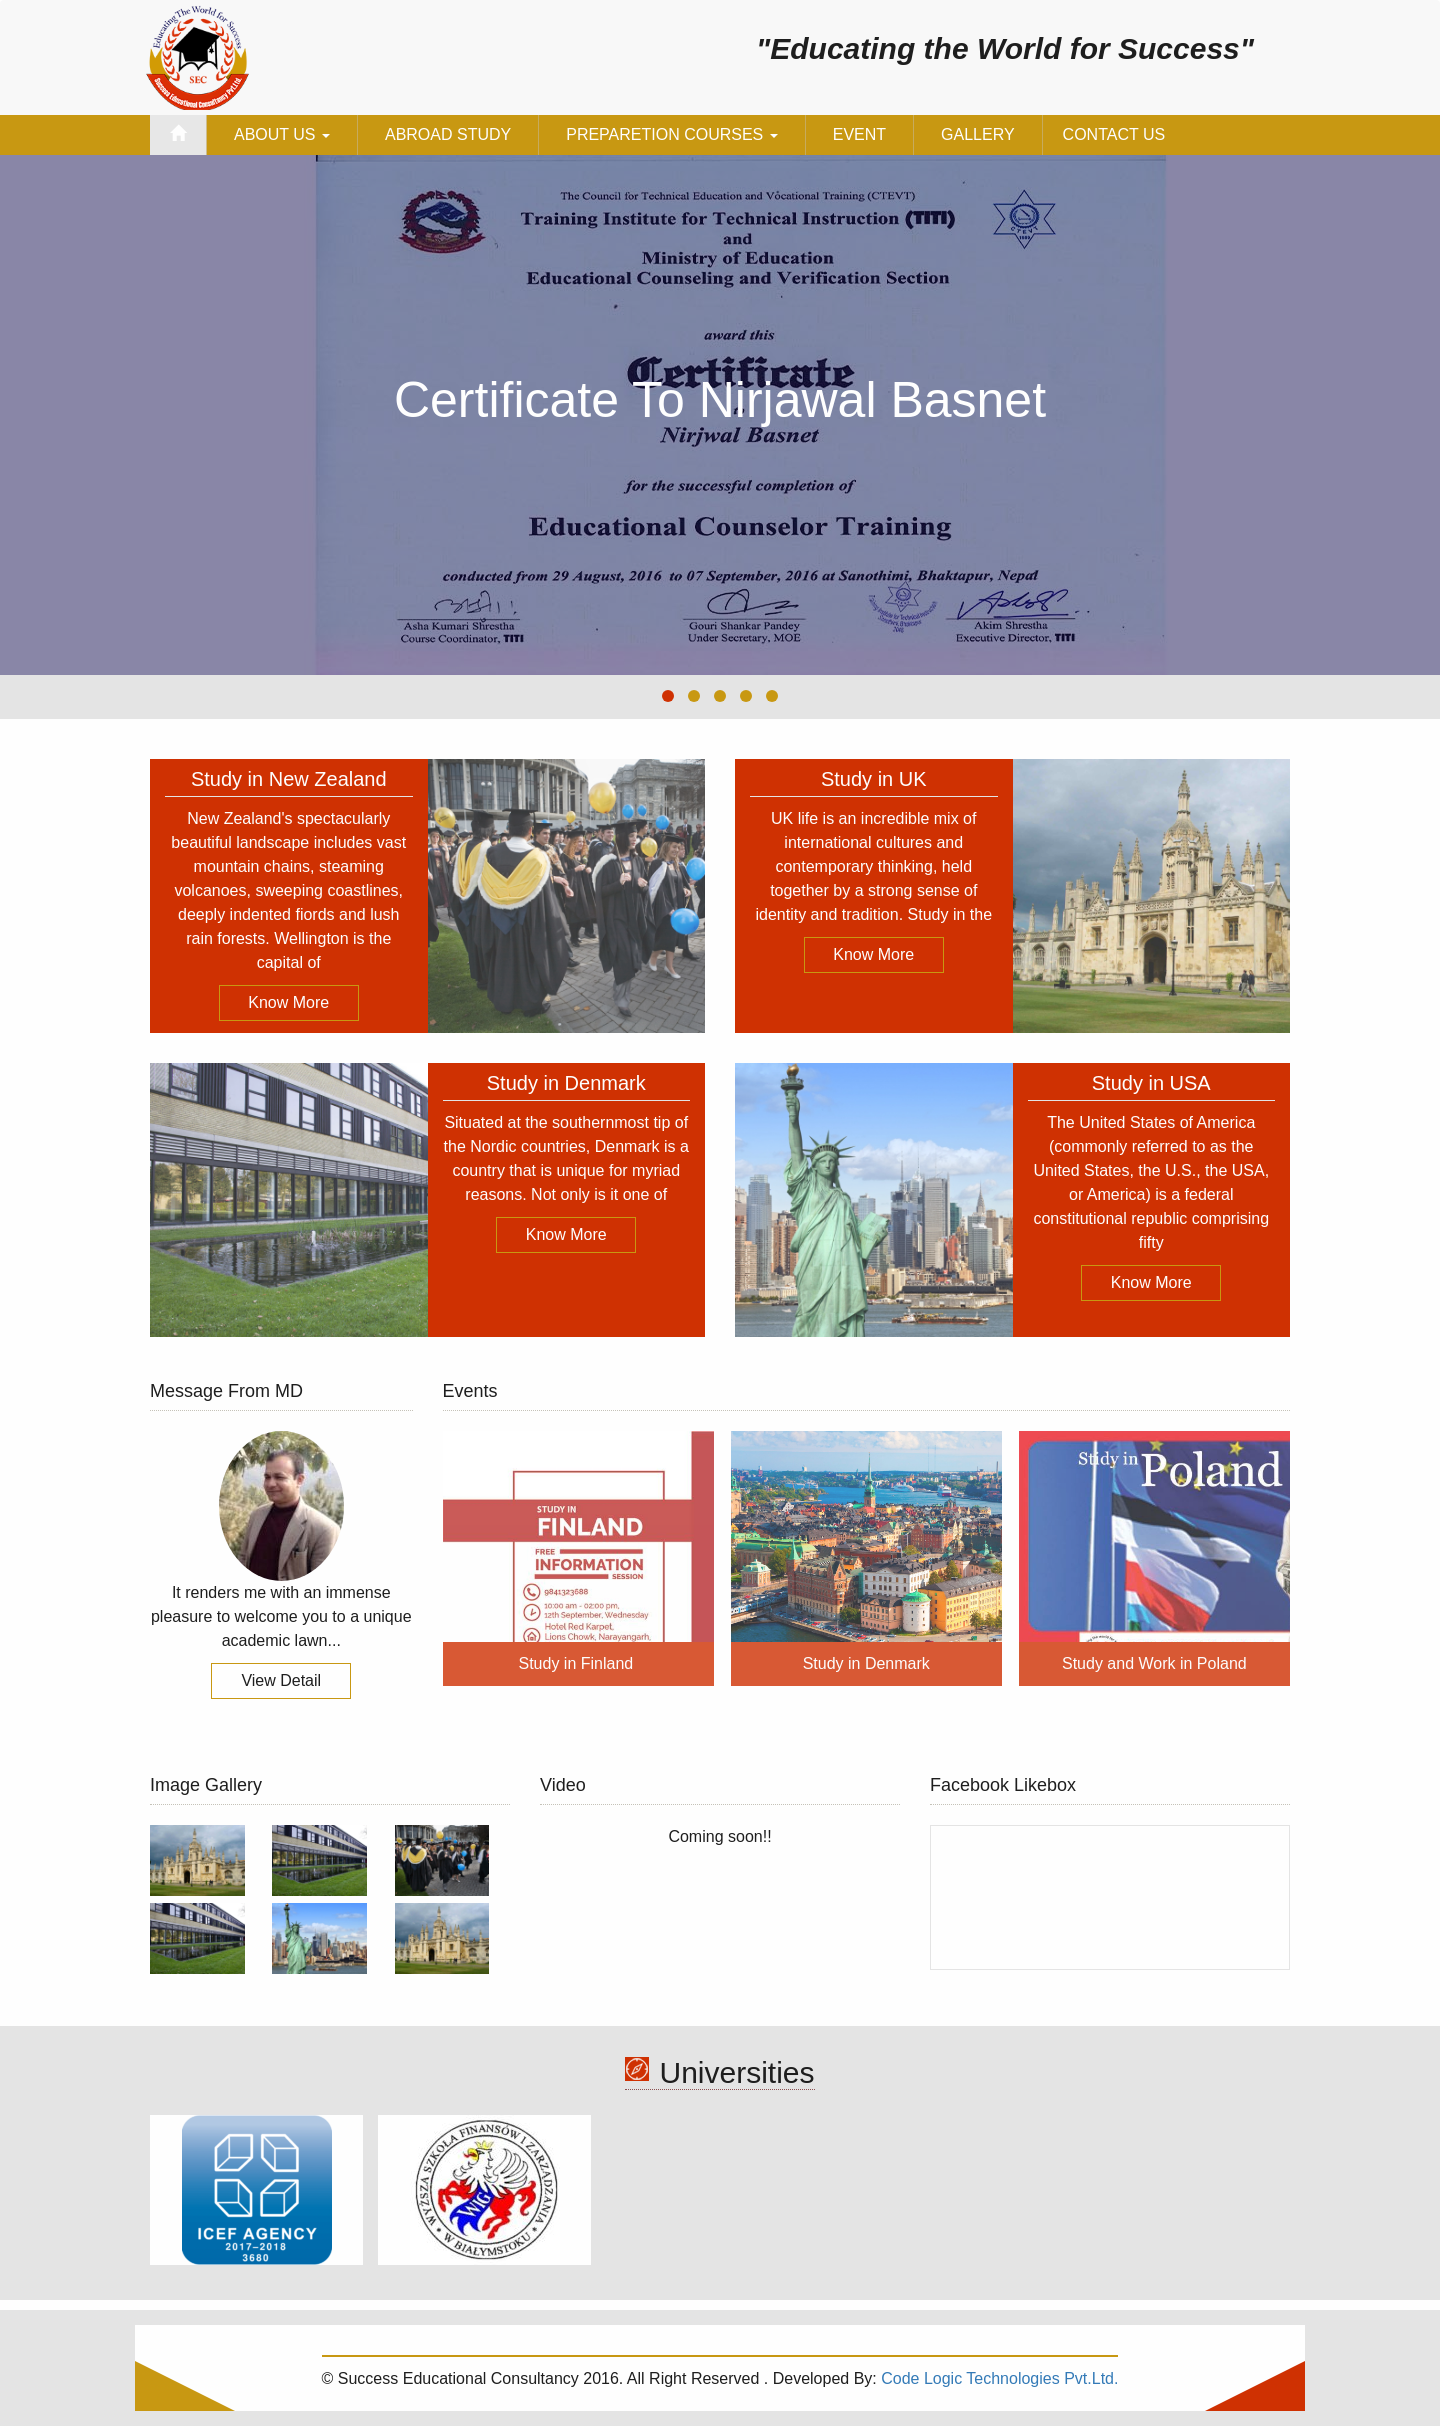 Educating The World for Success
SEC
Success Educational Consultancy Pvt.Ltd.
"Educating the World for Success"
ABOUT US
ABROAD STUDY
PREPARETION COURSES
EVENT
GALLERY
CONTACT US
The Council for Technical Education and Vocational Training (CTEVT)
Training Institute for Technical Instruction (TITI)
and
Ministry of Education
Educational Counseling and Verification Section
award this
Certificate
Certificate To Nirjawal Basnet
to
Nirjwal Basnet
for the successful completion of
Educational Counselor Training
conducted from 29 August, 2016 to 07 September, 2016 at Sanothimi, Bhaktapur, Nepal
Asha Kumari Shrestha
Course Coordinator, TITI
Gouri Shankar Pandey
Under Secretary, MOE
Akim Shrestha
Executive Director, TITI
Study in New Zealand
New Zealand's spectacularly
beautiful landscape includes vast
mountain chains, steaming
volcanoes, sweeping coastlines,
deeply indented fiords and lush
rain forests. Wellington is the
capital of
Know More
Study in UK
UK life is an incredible mix of
international cultures and
contemporary thinking, held
together by a strong sense of
identity and tradition. Study in the
Know More
Study in Denmark
Situated at the southernmost tip of
the Nordic countries, Denmark is a
country that is unique for myriad
reasons. Not only is it one of
Know More
Study in USA
The United States of America
(commonly referred to as the
United States, the U.S., the USA,
or America) is a federal
constitutional republic comprising
fifty
Know More
Message From MD
It renders me with an immense
pleasure to welcome you to a unique
academic lawn...
View Detail
Events
STUDY IN
FINLAND
FREE
INFORMATION
SESSION
9841323688
10:00 am - 02:00 pm,
12th September, Wednesday
Hotel Red Karpet,
Lions Chowk, Narayangarh,
Study in Finland
Study in Denmark
Stidy in Poland
Study and Work in Poland
Image Gallery
Video
Coming soon!!
Facebook Likebox
Universities
ICEF AGENCY
2017–2018
3680
WYŻSZA SZKOŁA FINANSÓW I ZARZĄDZANIA
W BIAŁYMSTOKU
© Success Educational Consultancy 2016. All Right Reserved . Developed By: Code Logic Technologies Pvt.Ltd.